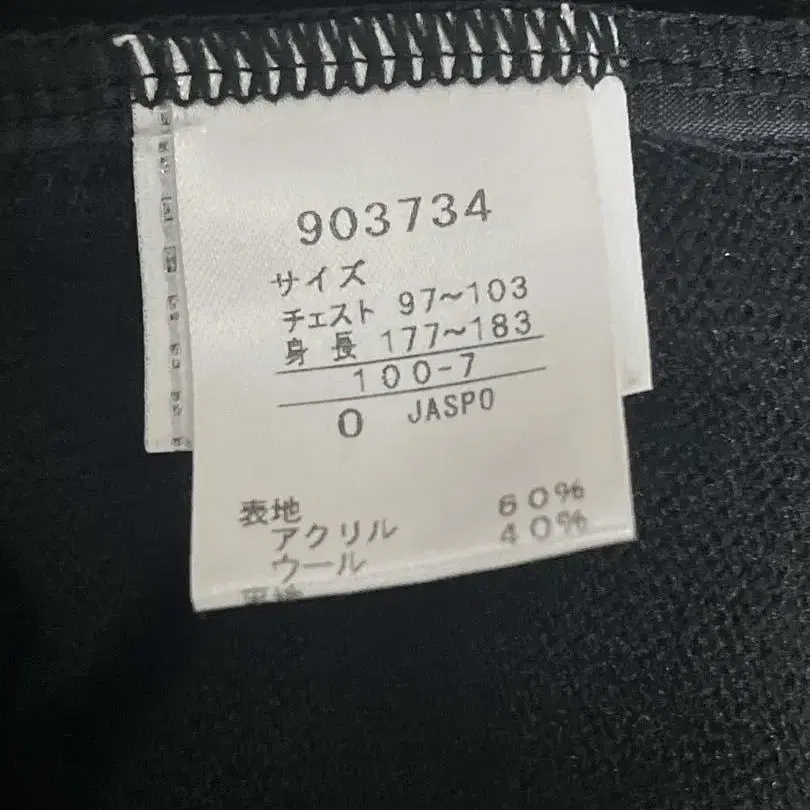 903734
サイズ
チェスト 97~103
身長 177~183
100-7
O JASPO
表地
アクリル 60%
ウール 40%